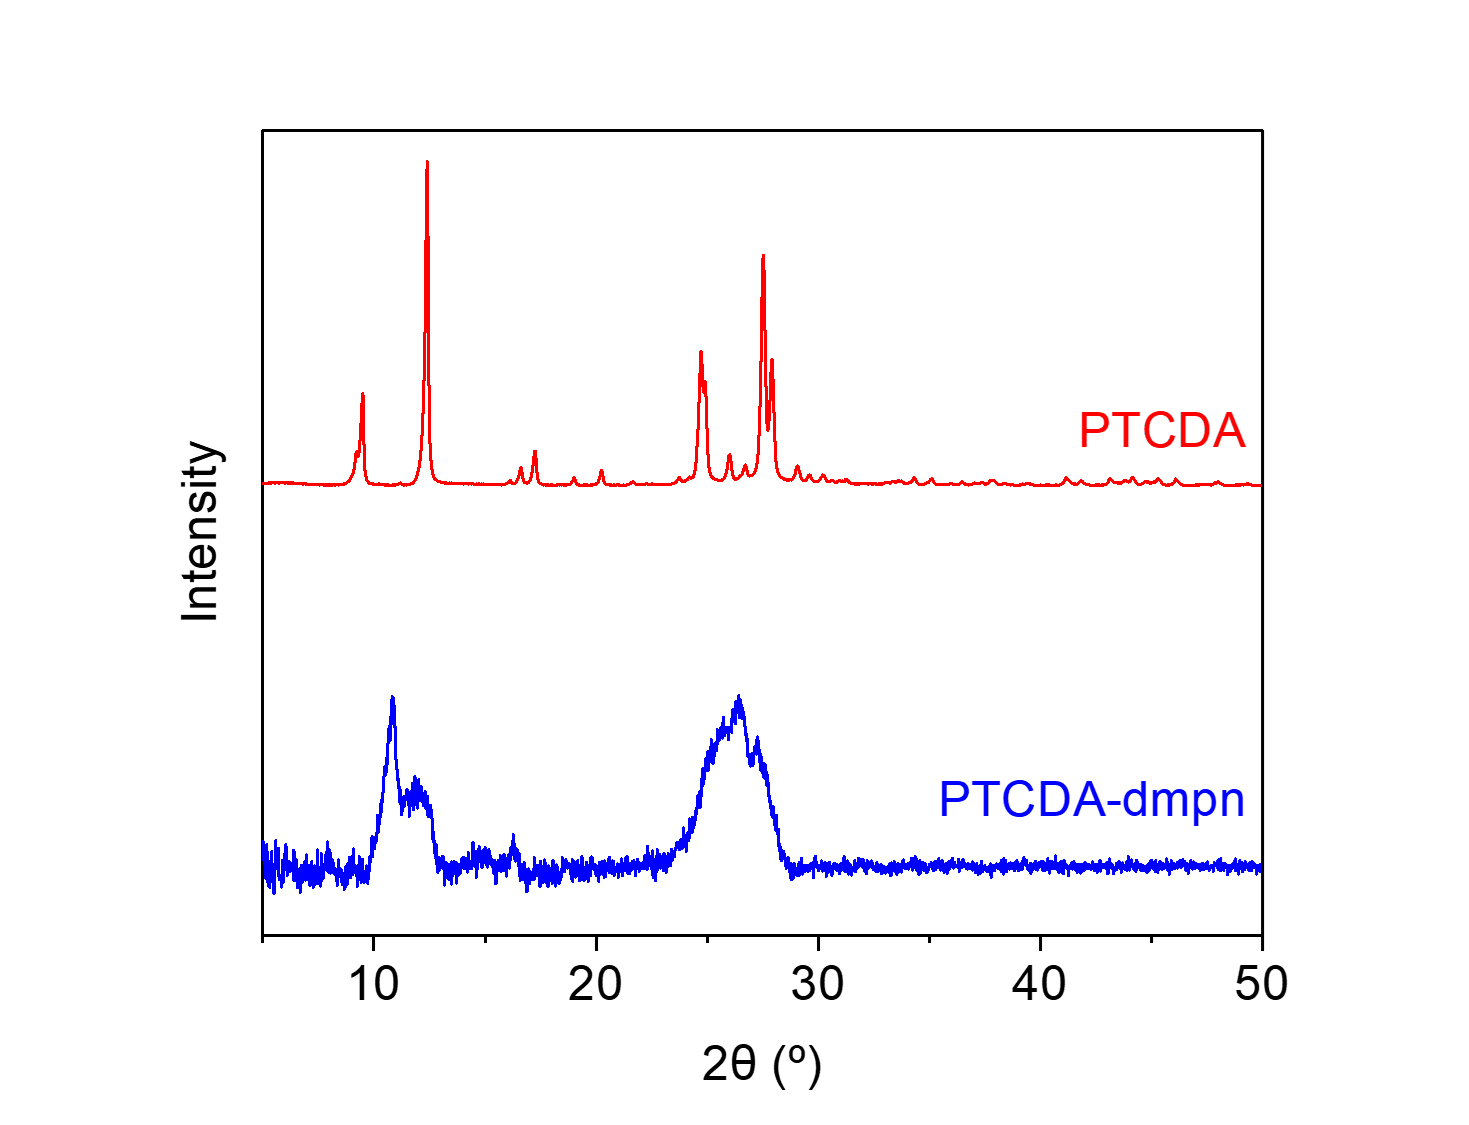 PTCDA
Intensity
PTCDA-dmpn
10 20 30 40 50
2θ (º)